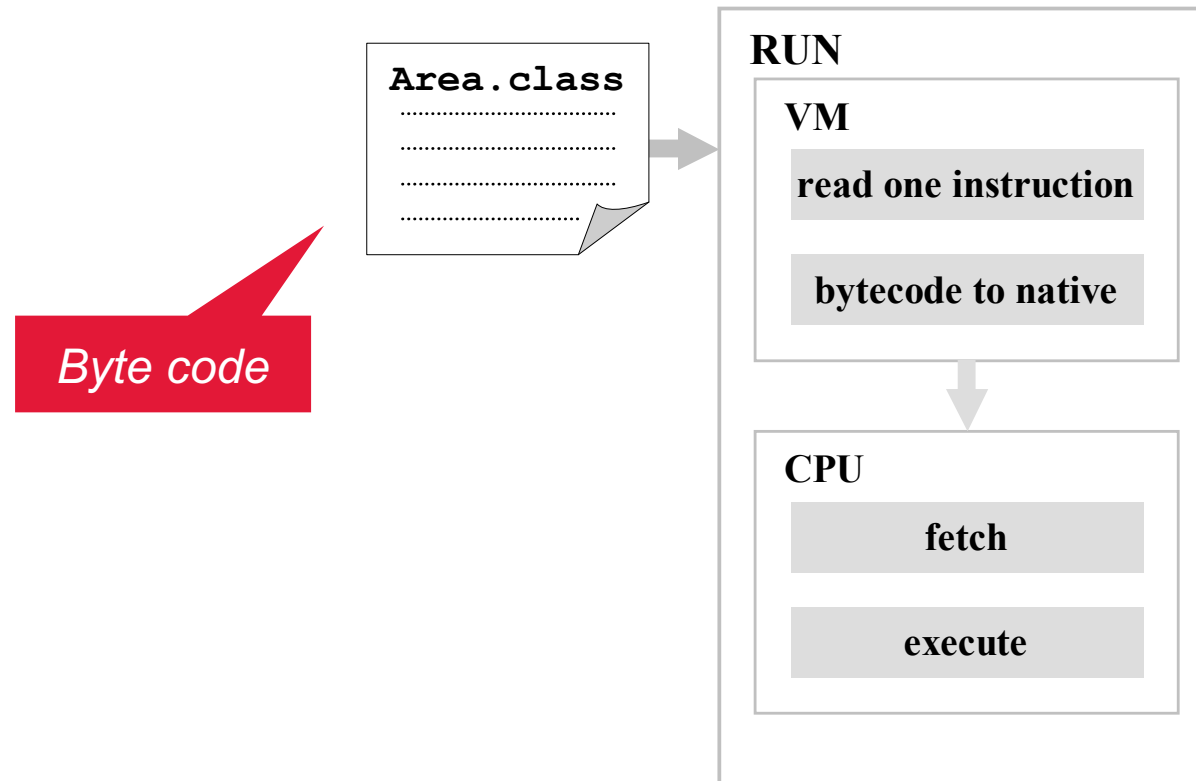 Area.class
Byte code
RUN
VM
read one instruction
bytecode to native
CPU
fetch
execute